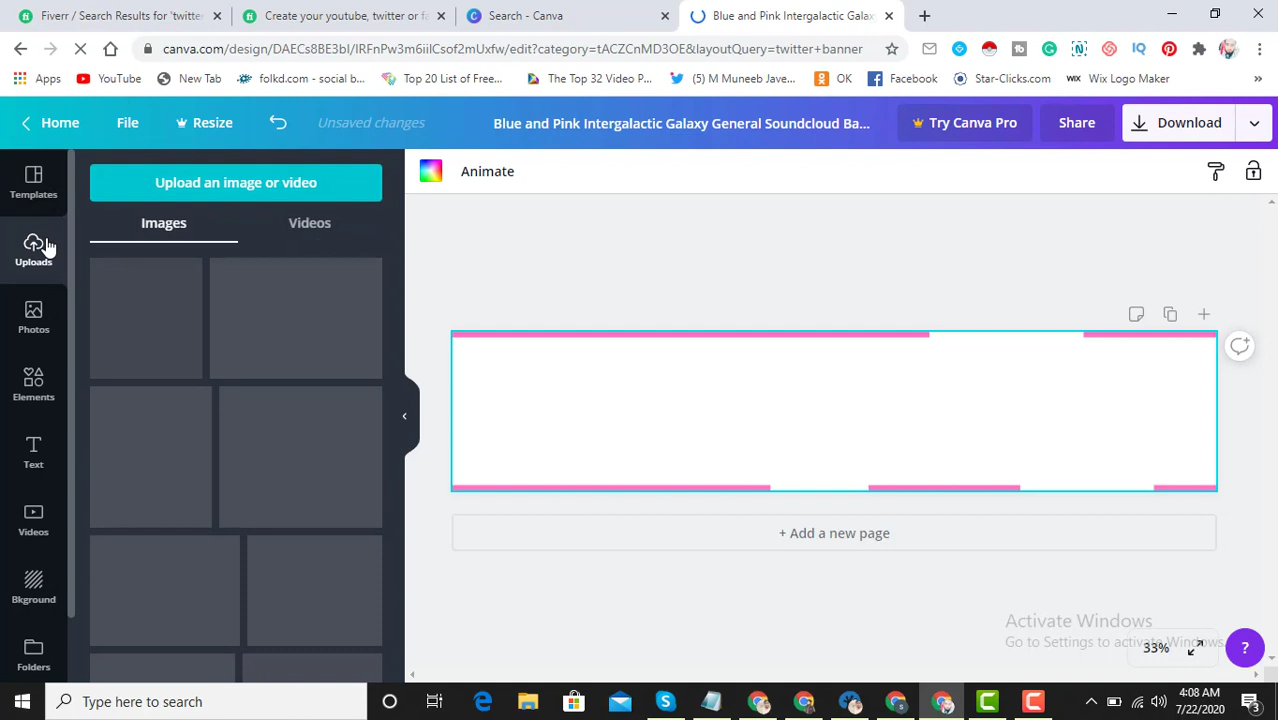 Fiverr / Search Results for 'twitter
Create your youtube, twitter or fa
Search - Canva
Blue and Pink Intergalactic Galax
canva.com/design/DAECs8BE3bI/IRFnPw3m6iilCsof2mUxfw/edit?category=tACZCnMD3OE&layoutQuery=twitter+banner
Apps
YouTube
New Tab
folkd.com - social b...
Top 20 List of Free...
The Top 32 Video P...
(5) M Muneeb Jave...
OK
Facebook
Star-Clicks.com
WIX
Wix Logo Maker
»
Home
File
Resize
Unsaved changes
Blue and Pink Intergalactic Galaxy General Soundcloud Ba...
Try Canva Pro
Share
Download
Templates
Upload an image or video
Animate
Images
Videos
Uploads
Photos
Elements
Text
Videos
+ Add a new page
Bkground
Activate Windows
Go to Settings to activate Windows.
33%
?
Folders
Type here to search
4:08 AM
7/22/2020
3